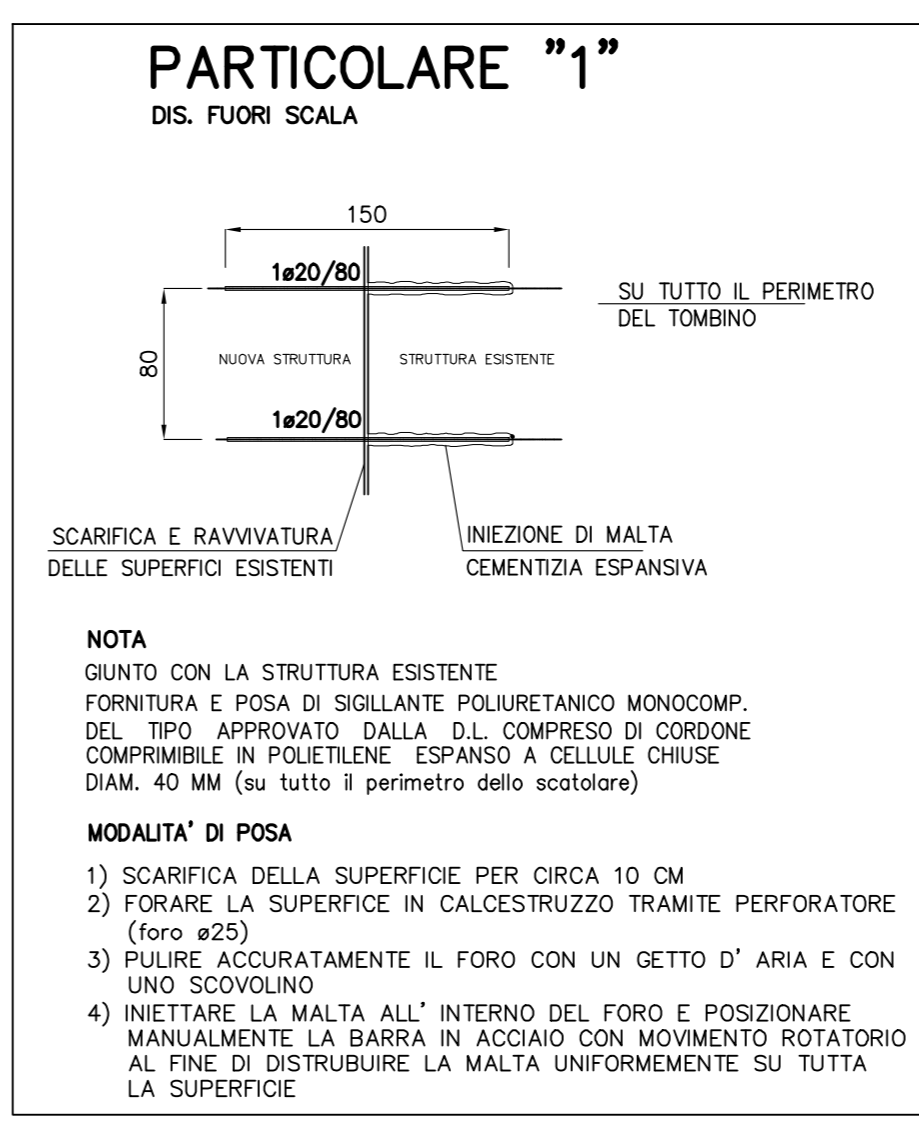 PARTICOLARE "1"
DIS. FUORI SCALA
150
1ø20/80
SU TUTTO IL PERIMETRO
DEL TOMBINO
80
NUOVA STRUTTURA
STRUTTURA ESISTENTE
1ø20/80
SCARIFICA E RAVVIVATURA
DELLE SUPERFICI ESISTENTI
INIEZIONE DI MALTA
CEMENTIZIA ESPANSIVA
NOTA
GIUNTO CON LA STRUTTURA ESISTENTE
FORNITURA E POSA DI SIGILLANTE POLIURETANICO MONOCOMP.
DEL TIPO APPROVATO DALLA D.L. COMPRESO DI CORDONE
COMPRIMIBILE IN POLIETILENE ESPANSO A CELLULE CHIUSE
DIAM. 40 MM (su tutto il perimetro dello scatolare)
MODALITA' DI POSA
1) SCARIFICA DELLA SUPERFICIE PER CIRCA 10 CM
2) FORARE LA SUPERFICE IN CALCESTRUZZO TRAMITE PERFORATORE
(foro ø25)
3) PULIRE ACCURATAMENTE IL FORO CON UN GETTO D' ARIA E CON
UNO SCOVOLINO
4) INIETTARE LA MALTA ALL' INTERNO DEL FORO E POSIZIONARE
MANUALMENTE LA BARRA IN ACCIAIO CON MOVIMENTO ROTATORIO
AL FINE DI DISTRUBUIRE LA MALTA UNIFORMEMENTE SU TUTTA
LA SUPERFICIE